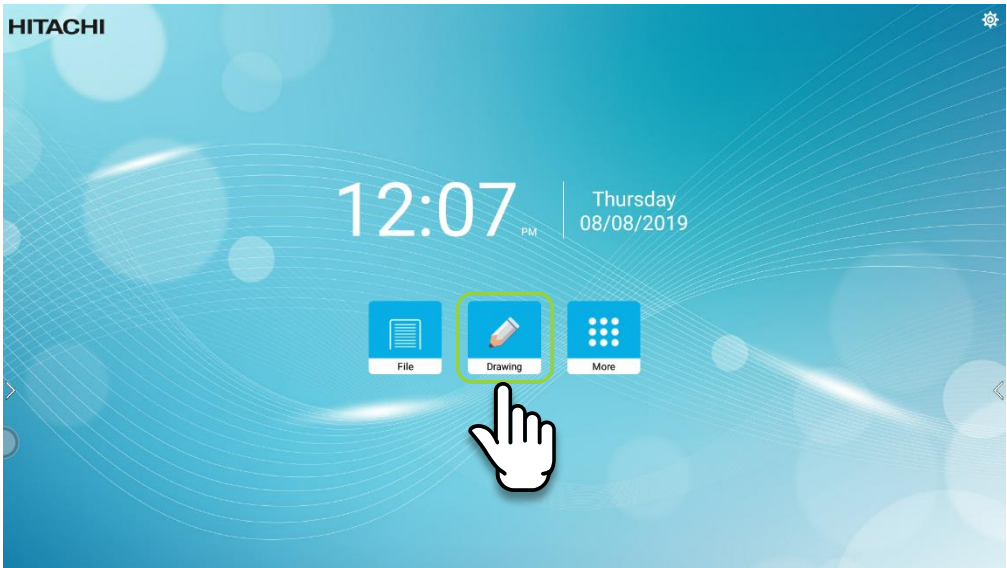 HITACHI
12:07 PM
Thursday
08/08/2019
File
Drawing
More